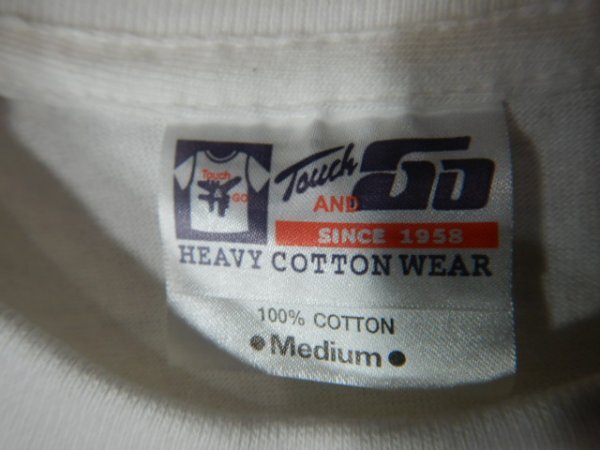 Touch
GO
Touch
AND GO
SINCE 1958
HEAVY COTTON WEAR
100% COTTON
●Medium●